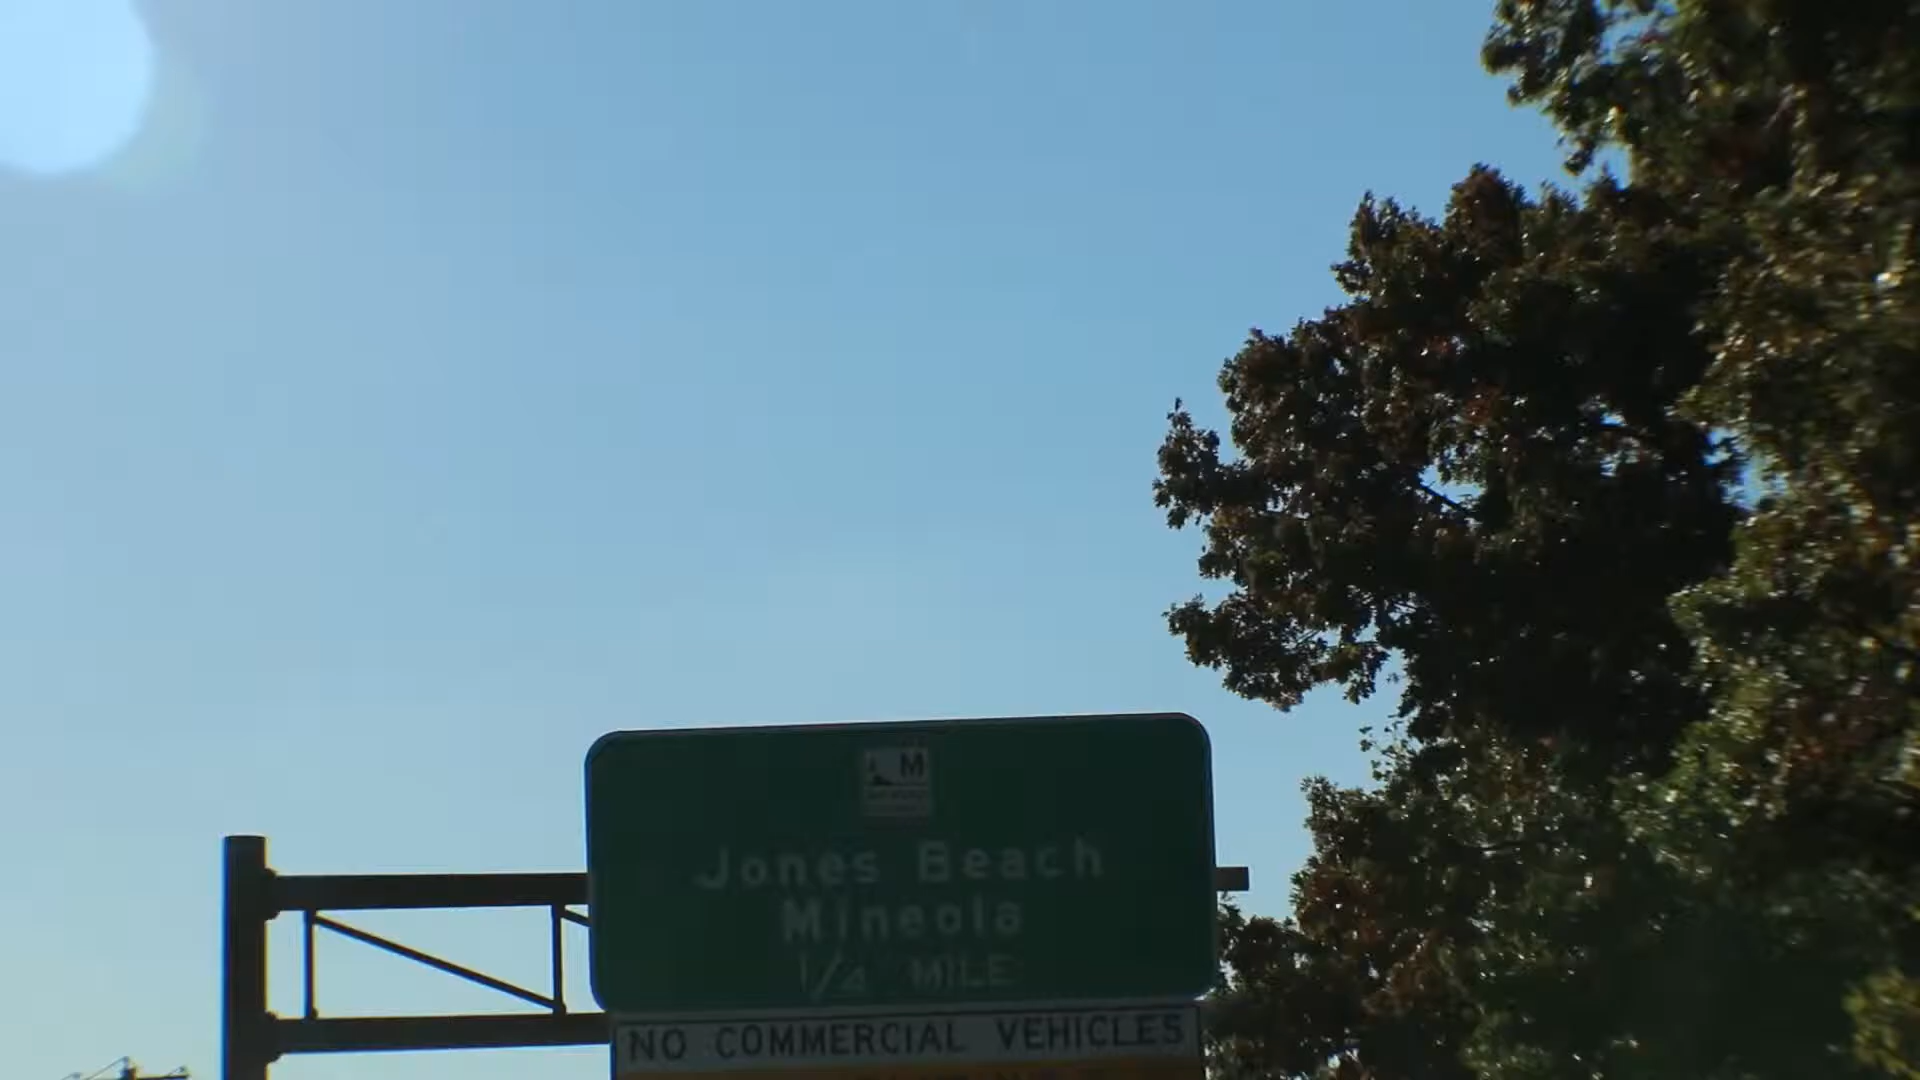 M
Jones Beach
Mineola
1/4 MILE
NO COMMERCIAL VEHICLES